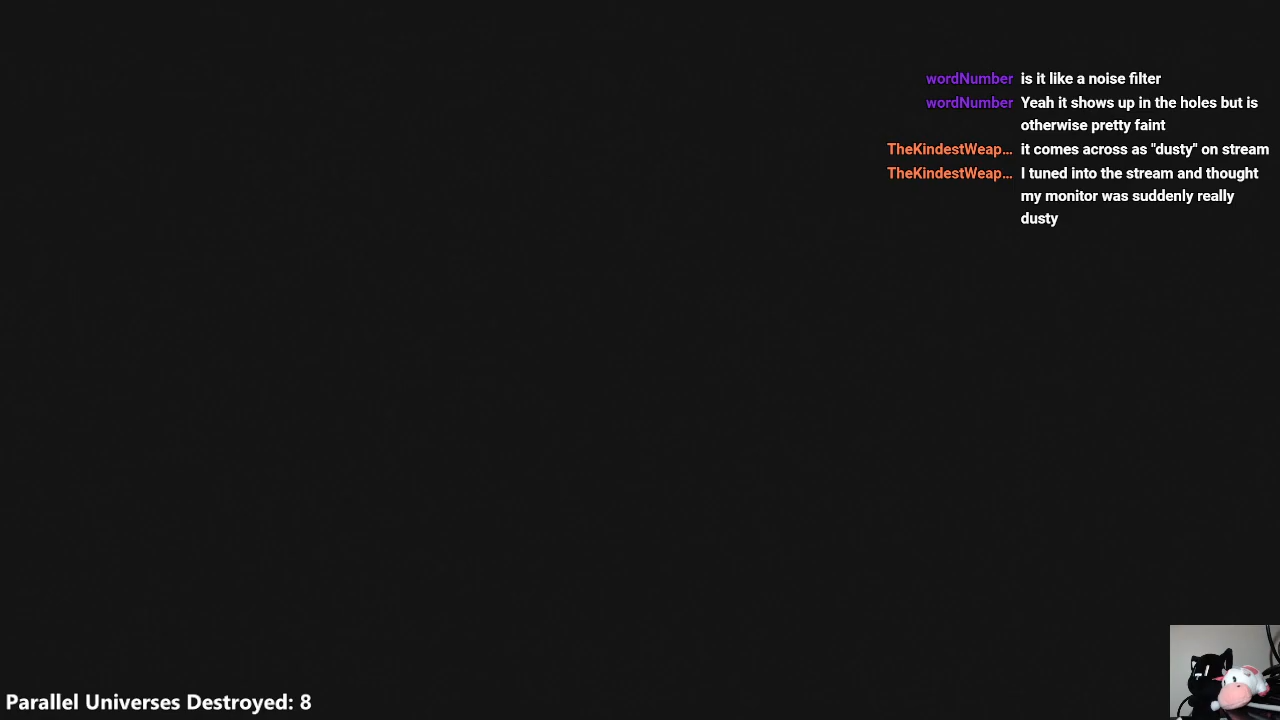 wordNumber is it like a noise filter
wordNumber Yeah it shows up in the holes but is
otherwise pretty faint
TheKindestWeap… it comes across as "dusty" on stream
TheKindestWeap… I tuned into the stream and thought
my monitor was suddenly really
dusty
Parallel Universes Destroyed: 8